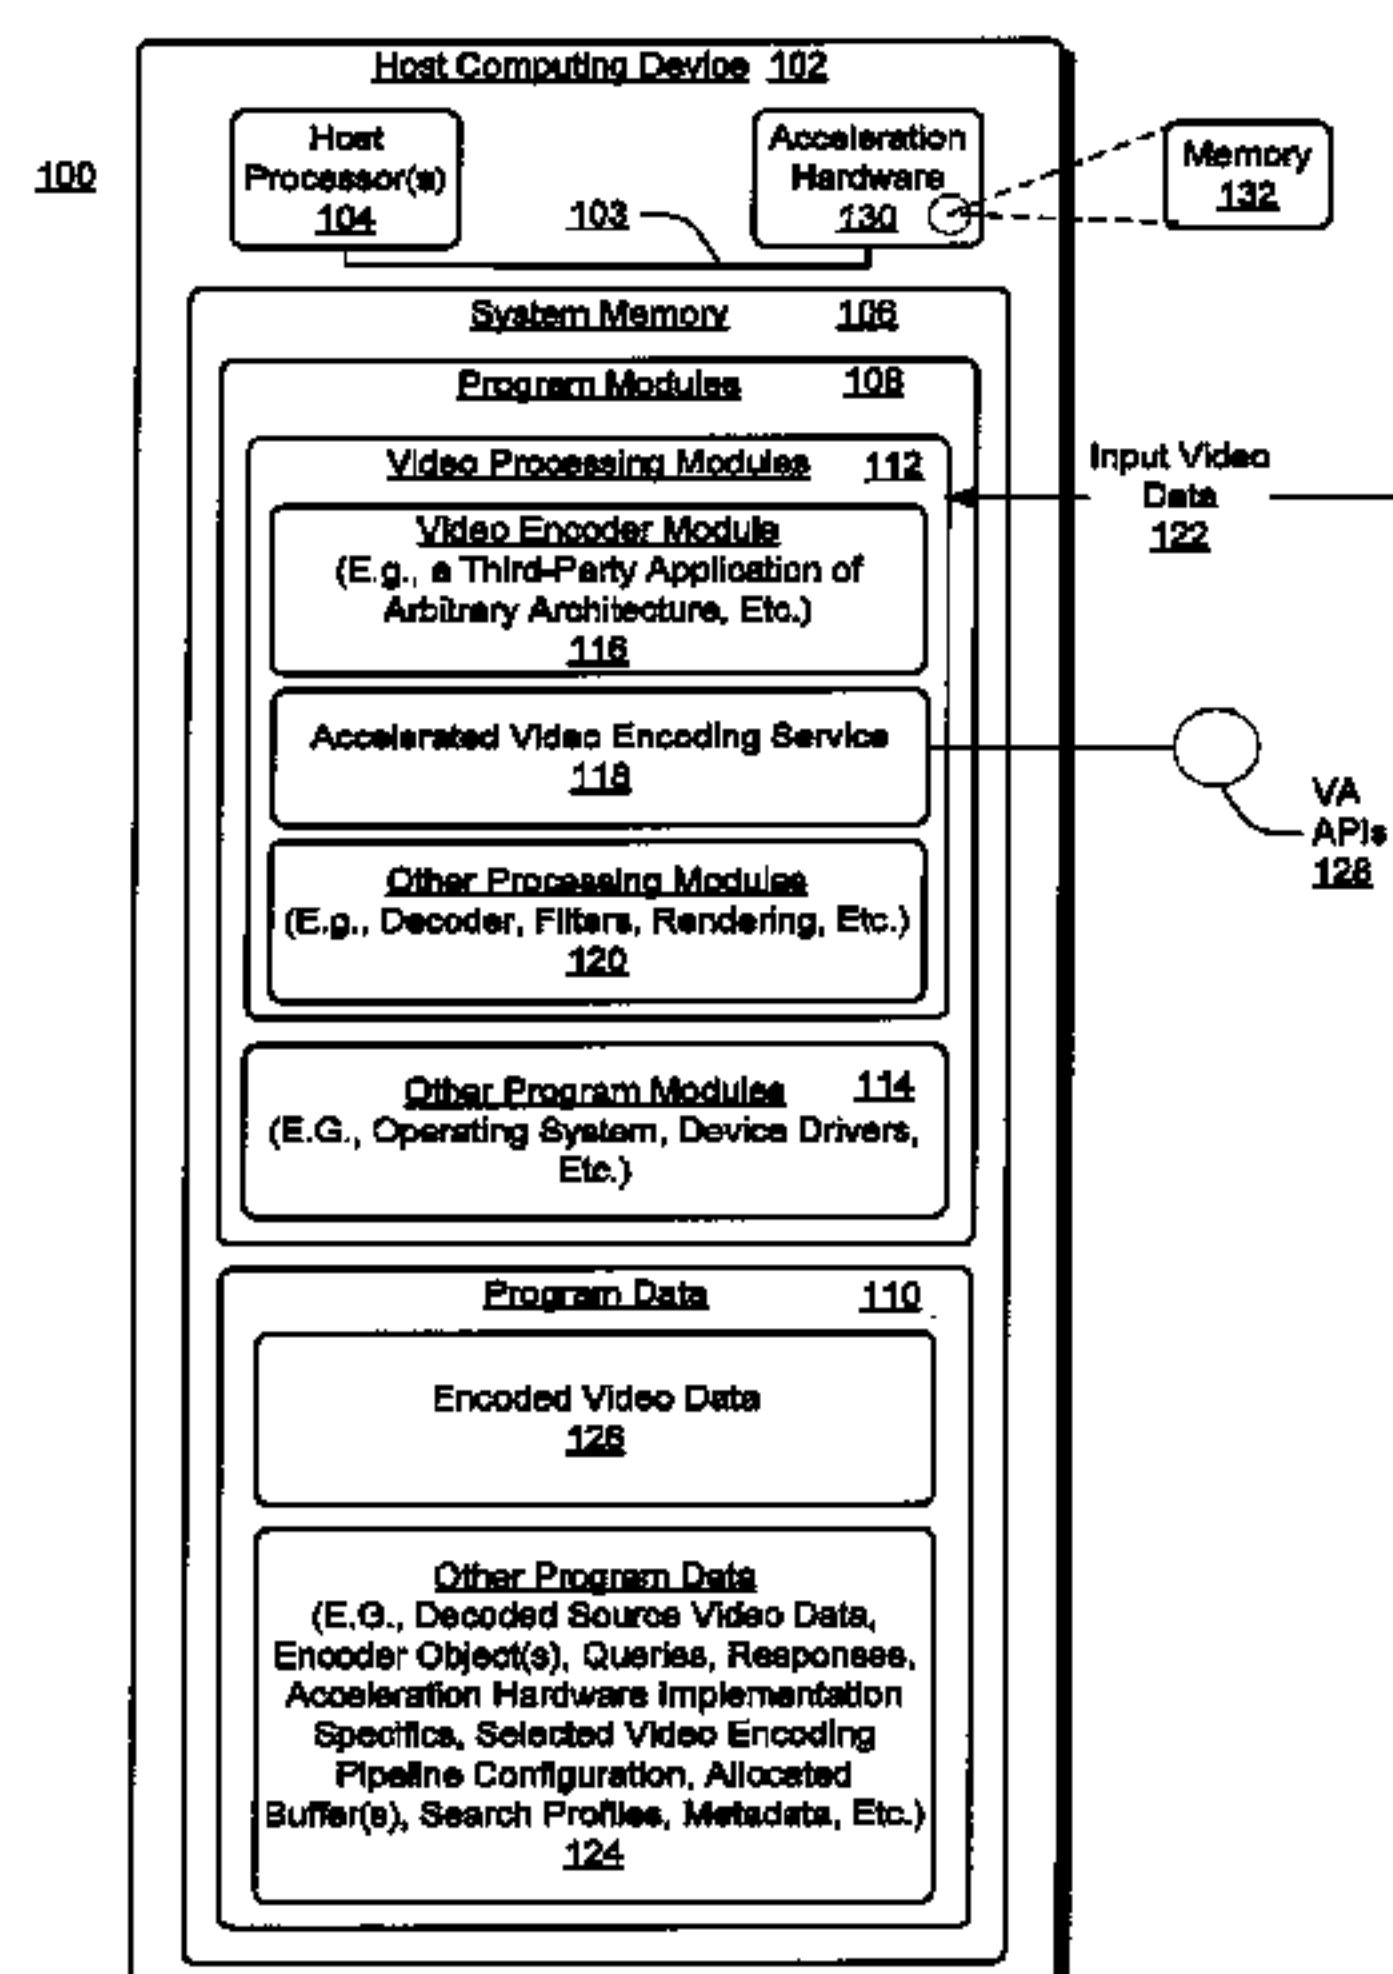 Host Computing Device 102
100
Host
Processor(s)
104
103
Acceleration
Hardware
130
Memory
132
System Memory 106
Program Modules 108
Video Processing Modules 112
Input Video
Data
122
Video Encoder Module
(E.g., a Third-Party Application of
Arbitrary Architecture, Etc.)
116
Accelerated Video Encoding Service
118
VA
APIs
128
Other Processing Modules
(E.g., Decoder, Filters, Rendering, Etc.)
120
Other Program Modules 114
(E.G., Operating System, Device Drivers,
Etc.)
Program Data 110
Encoded Video Data
126
Other Program Data
(E.G., Decoded Source Video Data,
Encoder Object(s), Queries, Responses,
Acceleration Hardware Implementation
Specifics, Selected Video Encoding
Pipeline Configuration, Allocated
Buffer(s), Search Profiles, Metadata, Etc.)
124